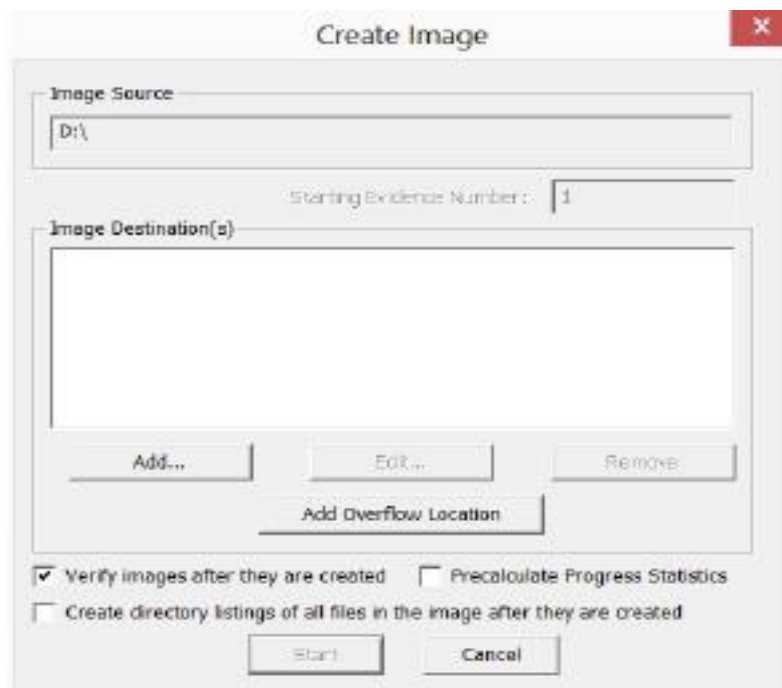 Create Image
x
Image Source
D:\
Starting Evidence Number: 1
Image Destination(s)
Add... Edit... Remove
Add Overflow Location
Verify images after they are created Precalculate Progress Statistics
Create directory listings of all files in the image after they are created
Start Cancel